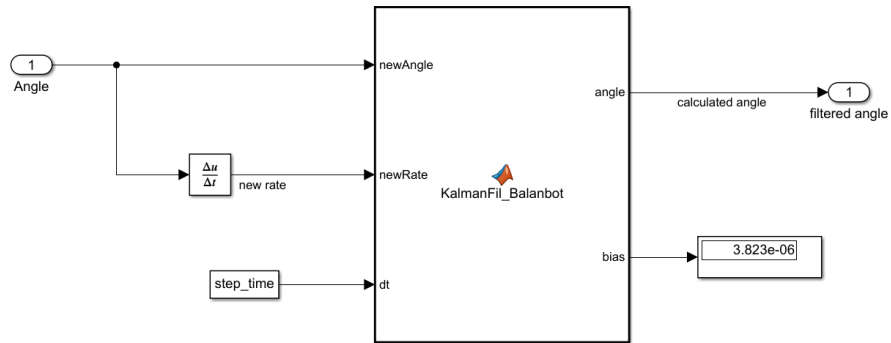 1
Angle
Δu
Δt
new rate
step_time
newAngle
newRate
dt
KalmanFil_Balanbot
angle
bias
calculated angle
1
filtered angle
3.823e-06